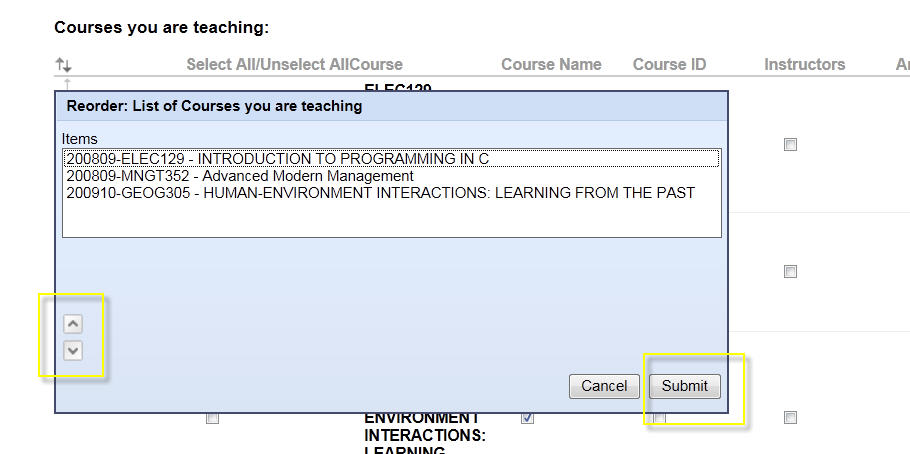 Courses you are teaching:
Select All/Unselect All Course Course Name Course ID Instructors
ELEC129
Reorder: List of Courses you are teaching
Items
200809-ELEC129 - INTRODUCTION TO PROGRAMMING IN C
200809-MNGT352 - Advanced Modern Management
200910-GEOG305 - HUMAN-ENVIRONMENT INTERACTIONS: LEARNING FROM THE PAST
Cancel Submit
ENVIRONMENT
INTERACTIONS:
LEARNING